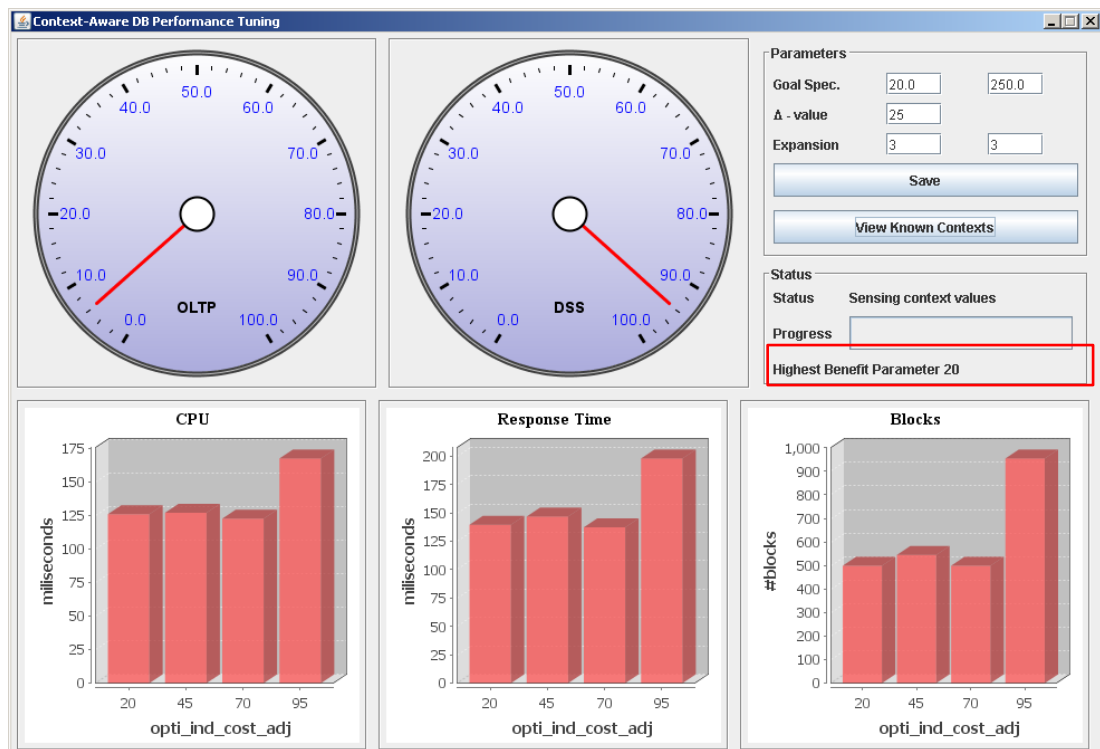 Context-Aware DB Performance Tuning
50.0
40.0
60.0
30.0
70.0
20.0
80.0
10.0
90.0
0.0
100.0
OLTP
50.0
40.0
60.0
30.0
70.0
20.0
80.0
10.0
90.0
0.0
100.0
DSS
Parameters
Goal Spec. 20.0 250.0
Δ - value 25
Expansion 3 3
Save
View Known Contexts
Status
Status Sensing context values
Progress
Highest Benefit Parameter 20
CPU
175
150
125
100
75
50
25
0
miliseconds
20 45 70 95
opti_ind_cost_adj
Response Time
200
175
150
125
100
75
50
25
0
miliseconds
20 45 70 95
opti_ind_cost_adj
Blocks
1,000
900
800
700
600
500
400
300
200
100
0
#blocks
20 45 70 95
opti_ind_cost_adj